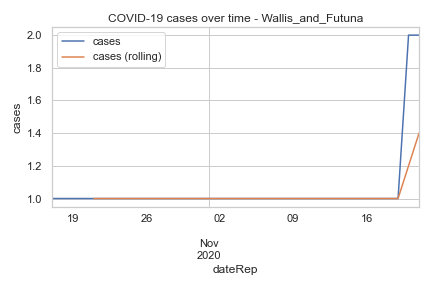 COVID-19 cases over time - Wallis_and_Futuna
cases
cases (rolling)
2.0
1.8
1.6
1.4
1.2
1.0
cases
19 26 02 09 16
Nov
2020
dateRep